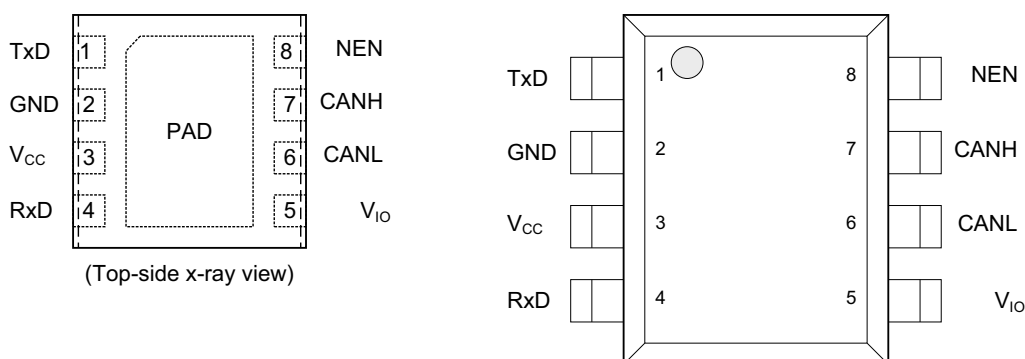 TxD 1 8 NEN
GND 2 7 CANH
PAD
V_CC 3 6 CANL
RxD 4 5 V_IO
(Top-side x-ray view)
TxD 1 8 NEN
GND 2 7 CANH
V_CC 3 6 CANL
RxD 4 5 V_IO